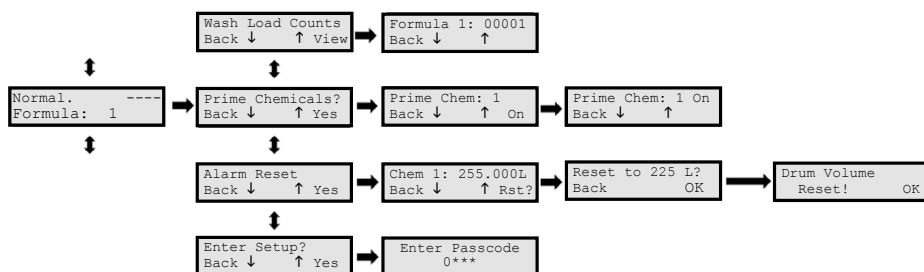 Wash Load Counts
Back ↓ ↑ View
Formula 1: 00001
Back ↓ ↑
Normal. ----
Formula: 1
Prime Chemicals?
Back ↓ ↑ Yes
Prime Chem: 1
Back ↓ ↑ On
Prime Chem: 1 On
Back ↓ ↑
Alarm Reset
Back ↓ ↑ Yes
Chem 1: 255.000L
Back ↓ ↑ Rst?
Reset to 225 L?
Back OK
Drum Volume
Reset! OK
Enter Setup?
Back ↓ ↑ Yes
Enter Passcode
0***